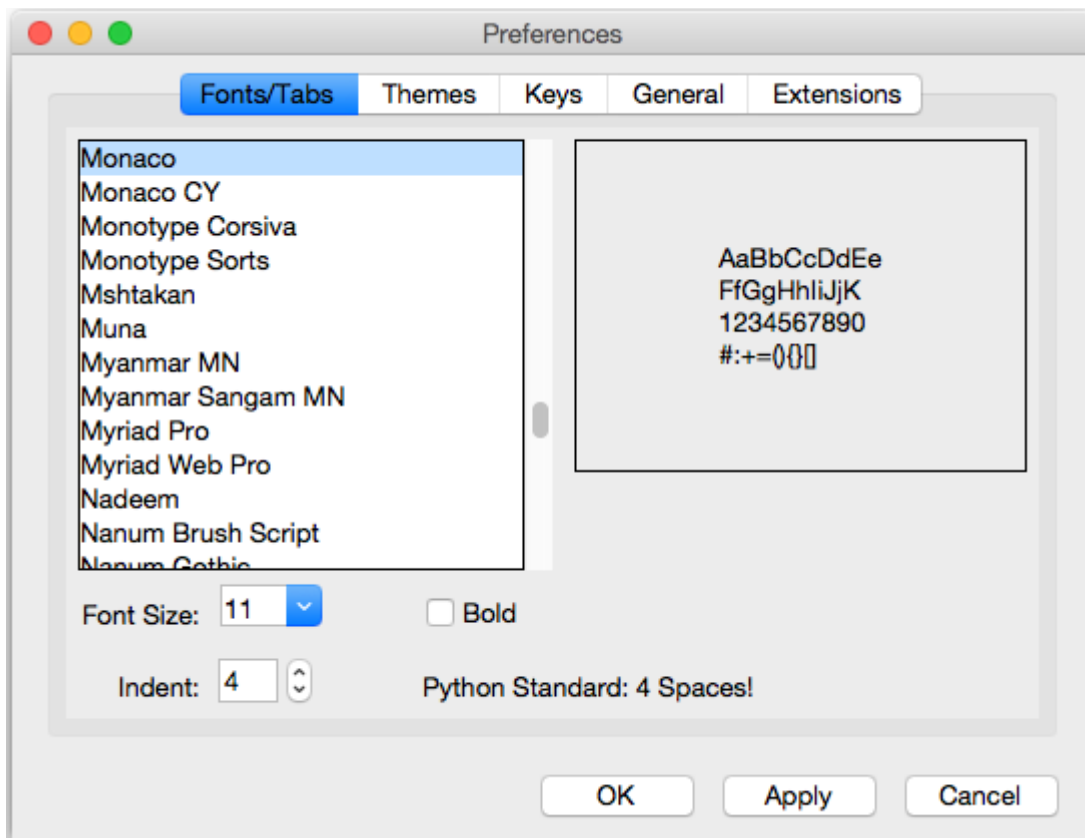 Preferences
Fonts/Tabs Themes Keys General Extensions
Monaco
Monaco CY
Monotype Corsiva
Monotype Sorts
Mshtakan
Muna
Myanmar MN
Myanmar Sangam MN
Myriad Pro
Myriad Web Pro
Nadeem
Nanum Brush Script
Nanum Gothic
AaBbCcDdEe
FfGgHhIiJjK
1234567890
#:+=(){}[]
Font Size: 11 Bold
Indent: 4 Python Standard: 4 Spaces!
OK Apply Cancel